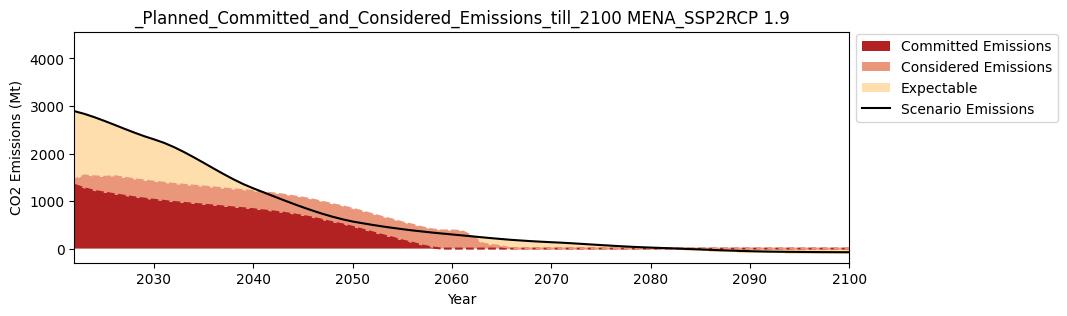 _Planned_Committed_and_Considered_Emissions_till_2100 MENA_SSP2RCP 1.9
CO2 Emissions (Mt)
4000
3000
2000
1000
0
2030 2040 2050 2060 2070 2080 2090 2100
Year
Committed Emissions
Considered Emissions
Expectable
Scenario Emissions